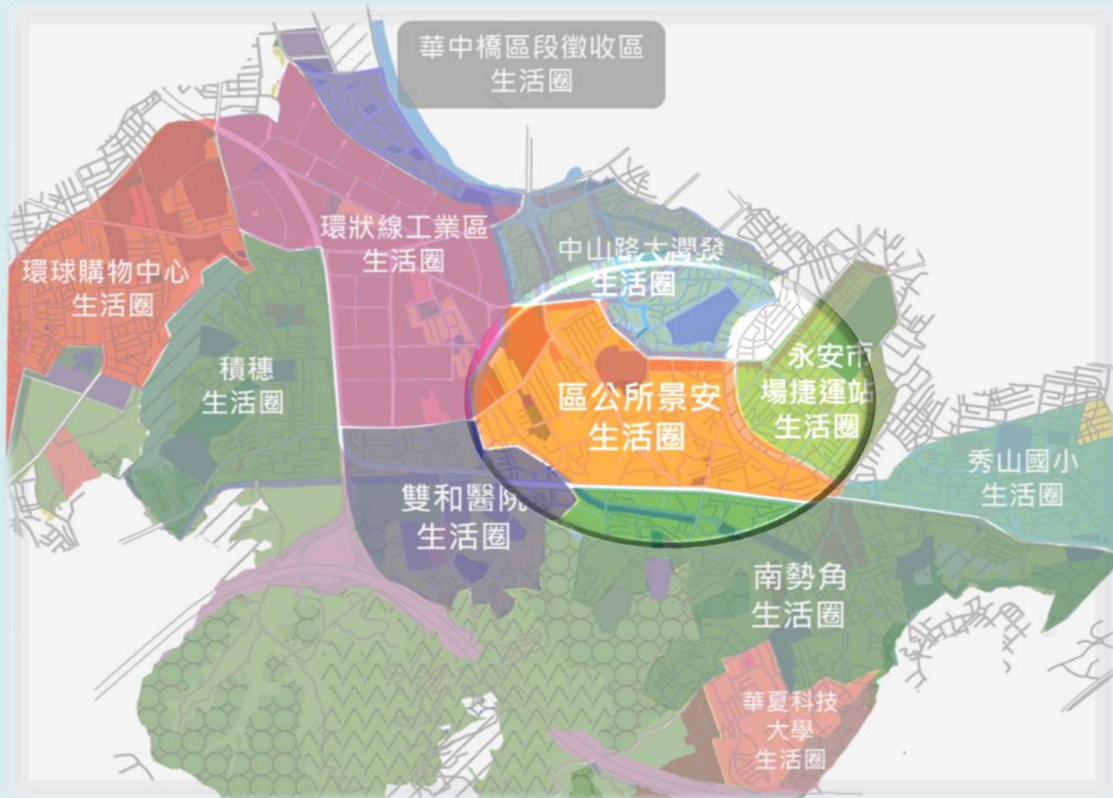 華中橋區段徵收區
生活圈
環狀線工業區
生活圈
中山路大潤發
生活圈
環球購物中心
生活圈
積穗
生活圈
區公所景安
生活圈
永安市
場捷運站
生活圈
秀山國小
生活圈
雙和醫院
生活圈
南勢角
生活圈
華夏科技
大學
生活圈